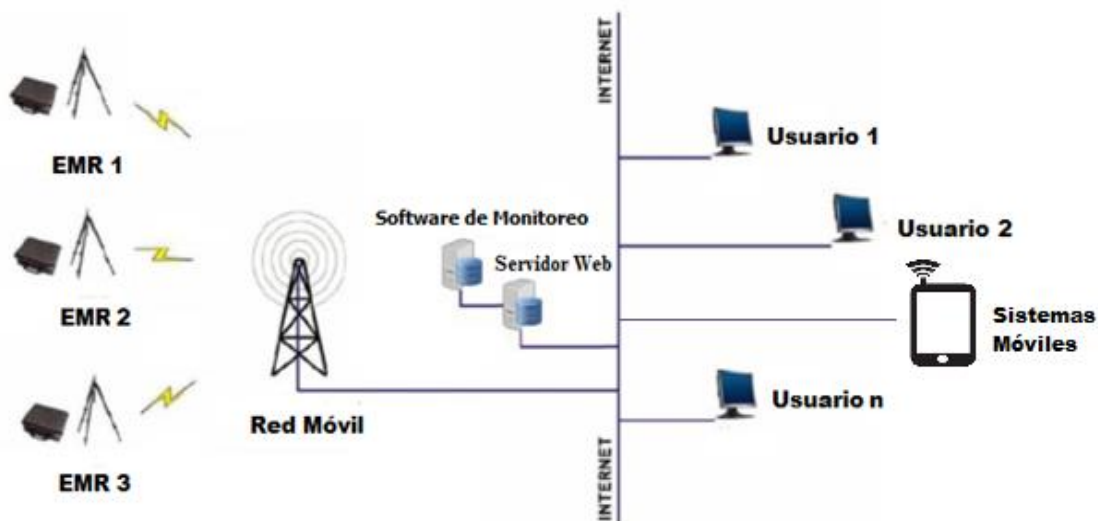 INTERNET
EMR 1
Usuario 1
Software de Monitoreo
Usuario 2
Servidor Web
EMR 2
Sistemas
Móviles
Red Móvil
Usuario n
EMR 3
INTERNET